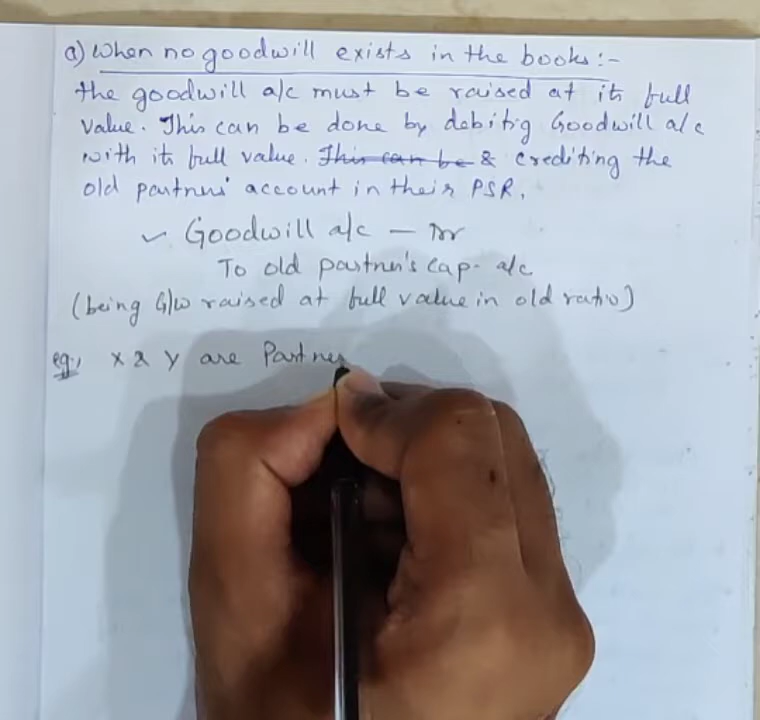 a) When no goodwill exists in the books:-
the goodwill a/c must be raised at its full
value. This can be done by debitig Goodwill a/c
with its full value. This can be & crediting the
old partners' account in their PSR.
✓ Goodwill a/c — Dr
To old partner's cap. a/c
(being G/w raised at full value in old ratio)
eg:, X & Y are Partner